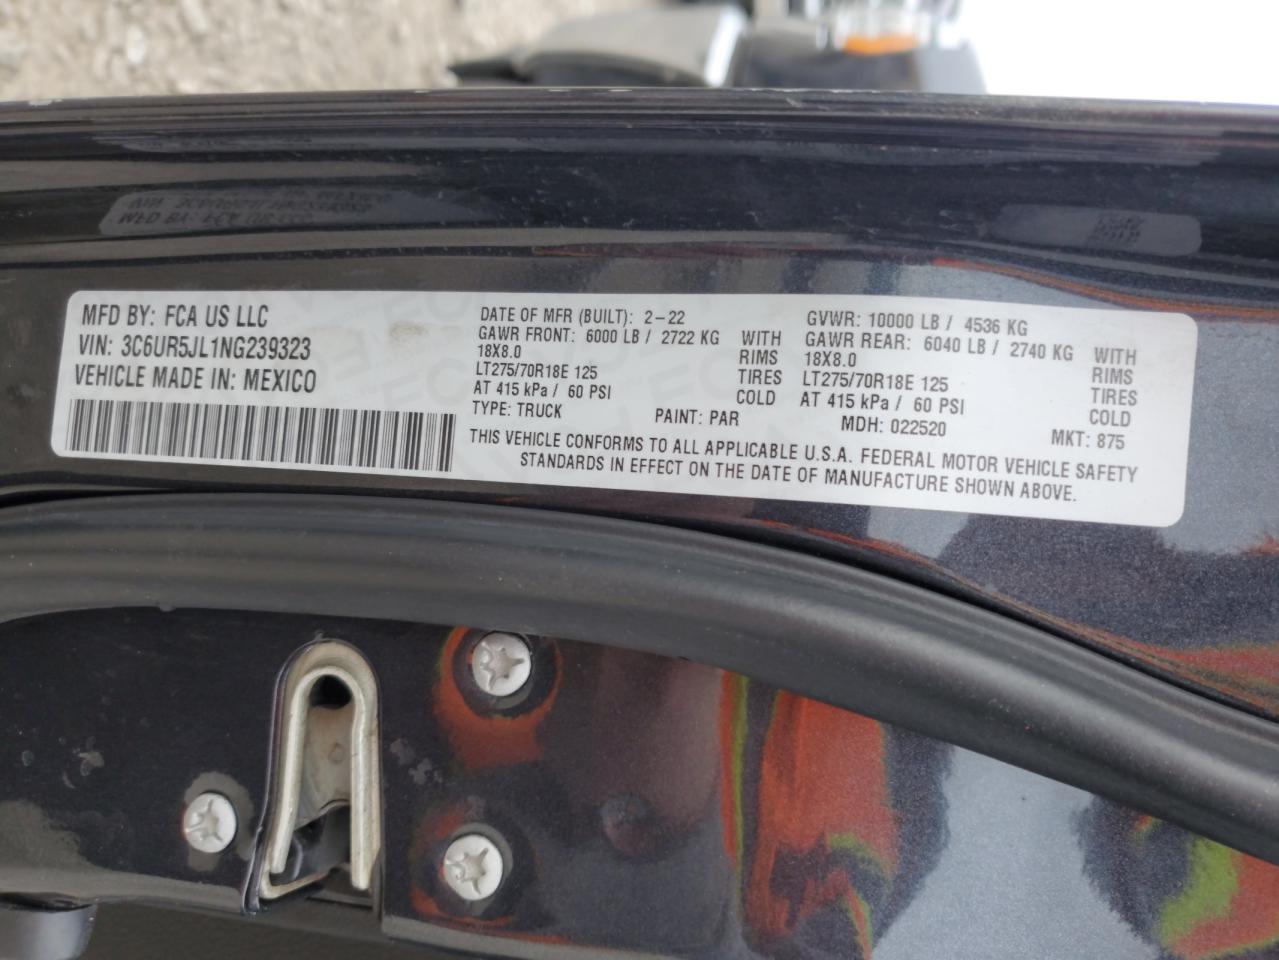 MFD BY: FCA US LLC
VIN: 3C6UR5JL1NG239323
VEHICLE MADE IN: MEXICO
DATE OF MFR (BUILT): 2-22
GAWR FRONT: 6000 LB / 2722 KG WITH
18X8.0 RIMS
LT275/70R18E 125 TIRES
AT 415 kPa / 60 PSI COLD
TYPE: TRUCK PAINT: PAR
GVWR: 10000 LB / 4536 KG
GAWR REAR: 6040 LB / 2740 KG WITH
18X8.0 RIMS
LT275/70R18E 125 TIRES
AT 415 kPa / 60 PSI COLD
MDH: 022520 MKT: 875
THIS VEHICLE CONFORMS TO ALL APPLICABLE U.S.A. FEDERAL MOTOR VEHICLE SAFETY
STANDARDS IN EFFECT ON THE DATE OF MANUFACTURE SHOWN ABOVE.